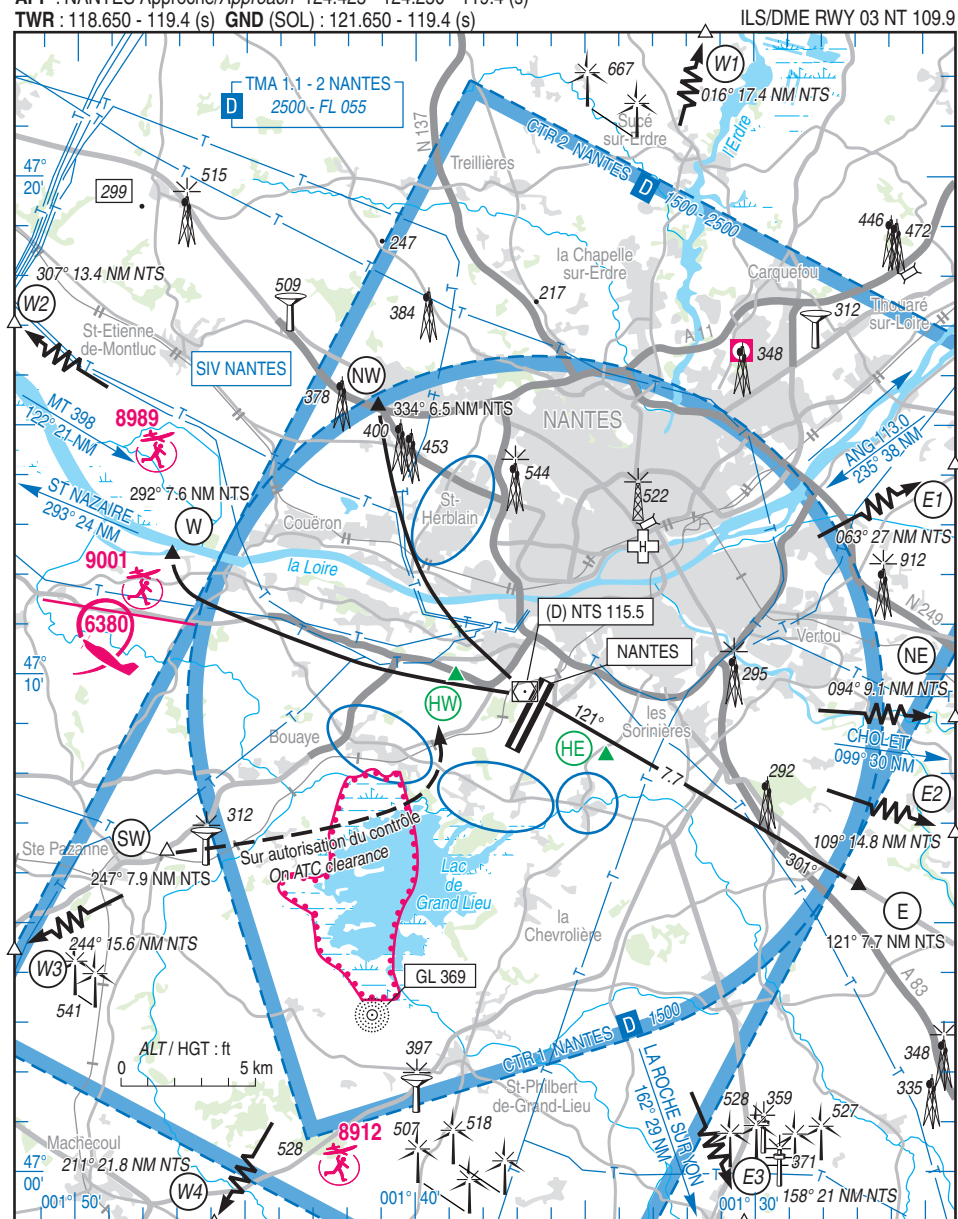 APP : NANTES Approche/Approach 124.425 - 124.250 - 119.4 (s)
TWR : 118.650 - 119.4 (s) GND (SOL) : 121.650 - 119.4 (s)
ILS/DME RWY 03 NT 109.9
TMA 1.1 - 2 NANTES
D
2500 - FL 055
667
W1
016° 17.4 NM NTS
Sucé
sur-Erdre
l'Erdre
N 137
Treillières
CTR 2 NANTES D 1500-2500
47°
20'
299
515
247
446
472
la Chapelle
sur-Erdre
Carquefou
217
307° 13.4 NM NTS
W2
509
384
312
Thouaré
sur-Loire
St-Etienne
de-Montluc
A 11
348
SIV NANTES
NW
378
334° 6.5 NM NTS
NANTES
MT 398
122° 21 NM
8989
400
453
544
ANG 113.0
235° 38 NM
292° 7.6 NM NTS
522
E1
ST NAZAIRE
293° 24 NM
W
Couëron
St-
Herblain
H
063° 27 NM NTS
9001
la Loire
912
6380
(D) NTS 115.5
N 249
NANTES
Vertou
NE
47°
10'
295
094° 9.1 NM NTS
HW
121°
les
Sorinières
Bouaye
HE
CHOLET
099° 30 NM
7.7
292
E2
312
SW
Ste Pazanne
Sur autorisation du contrôle
On ATC clearance
109° 14.8 NM NTS
247° 7.9 NM NTS
Lac
de
Grand Lieu
301°
E
la
Chevrolière
121° 7.7 NM NTS
244° 15.6 NM NTS
W3
GL 369
A 83
541
ALT / HGT : ft
0 5 km
397
CTR 1 NANTES D 1500
348
St-Philbert
de-Grand-Lieu
LA ROCHE SUR YON
162° 29 NM
335
528
359
527
Machecoul
528
8912
507
518
371
211° 21.8 NM NTS
47°
00'
W4
E3
158° 21 NM NTS
001° 50'
001° 40'
001° 30'